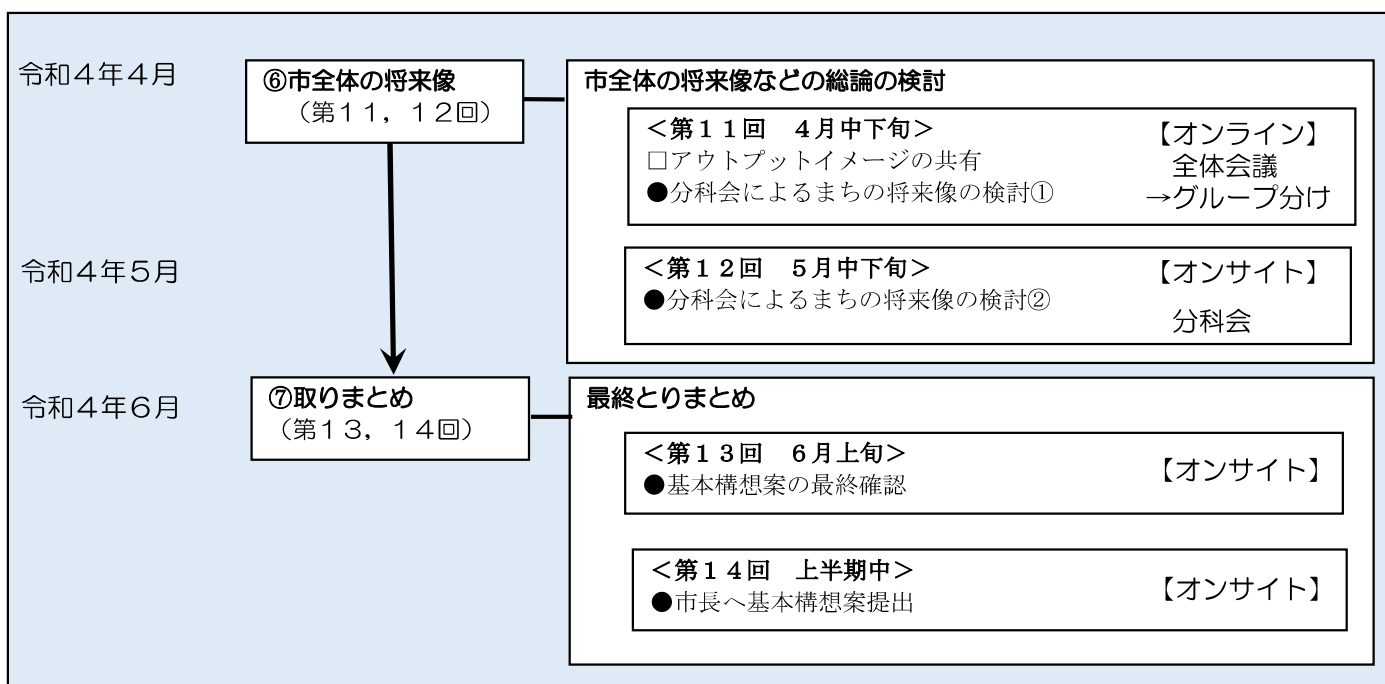 令和４年４月
⑥市全体の将来像
（第１１，１２回）
市全体の将来像などの総論の検討
＜第１１回　４月中下旬＞
□アウトプットイメージの共有
●分科会によるまちの将来像の検討①
【オンライン】
全体会議
→グループ分け
令和４年５月
＜第１２回　５月中下旬＞
●分科会によるまちの将来像の検討②
【オンサイト】
分科会
令和４年６月
⑦取りまとめ
（第１３，１４回）
最終とりまとめ
＜第１３回　６月上旬＞
●基本構想案の最終確認
【オンサイト】
＜第１４回　上半期中＞
●市長へ基本構想案提出
【オンサイト】